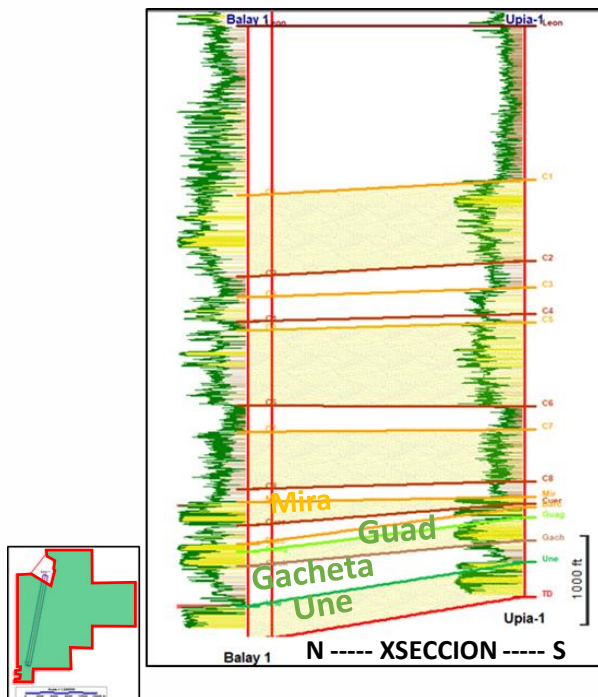 Balay 1
Upia-1
Leon
C1
C2
C3
C4
C5
C6
C7
C8
Mir
Cuer
Guag
Gach
Une
TD
Mira
Guad
Gacheta
Une
1000 ft
Upia-1
Balay 1
N ----- XSECCION ----- S